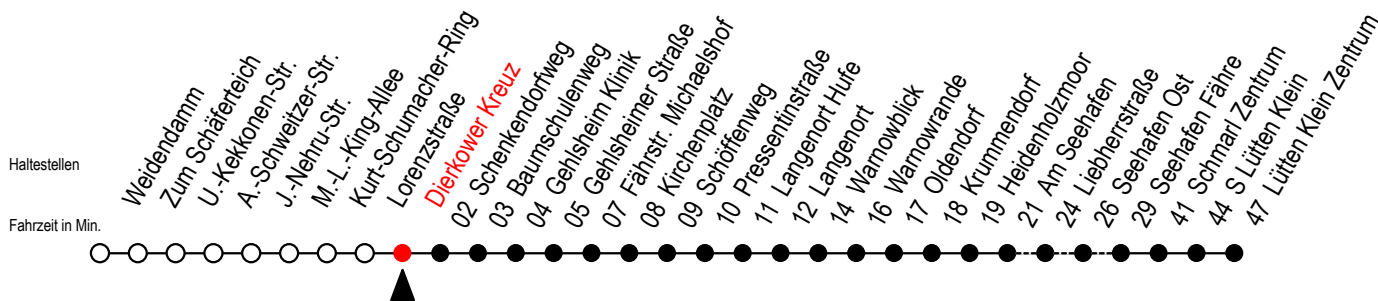 Haltestellen
Fahrzeit in Min.
Weidendamm
Zum Schäferteich
U.-Kekkonen-Str.
A.-Schweitzer-Str.
J.-Nehru-Str.
M.-L.-King-Allee
Kurt-Schumacher-Ring
Lorenzstraße
Dierkower Kreuz
02 Schenkendorfweg
03 Baumschulenweg
04 Gehlsheim Klinik
05 Gehlsheimer Straße
07 Fährstr. Michaelshof
08 Kirchenplatz
09 Schöffenweg
10 Pressentinstraße
11 Langenort Hufe
12 Langenort
14 Warnowblick
16 Warnowrande
17 Oldendorf
18 Krummendorf
19 Heidenholzmoor
21 Am Seehafen
24 Liebherrstraße
26 Seehafen Ost
29 Seehafen Fähre
41 Schmarl Zentrum
44 S Lütten Klein
47 Lütten Klein Zentrum